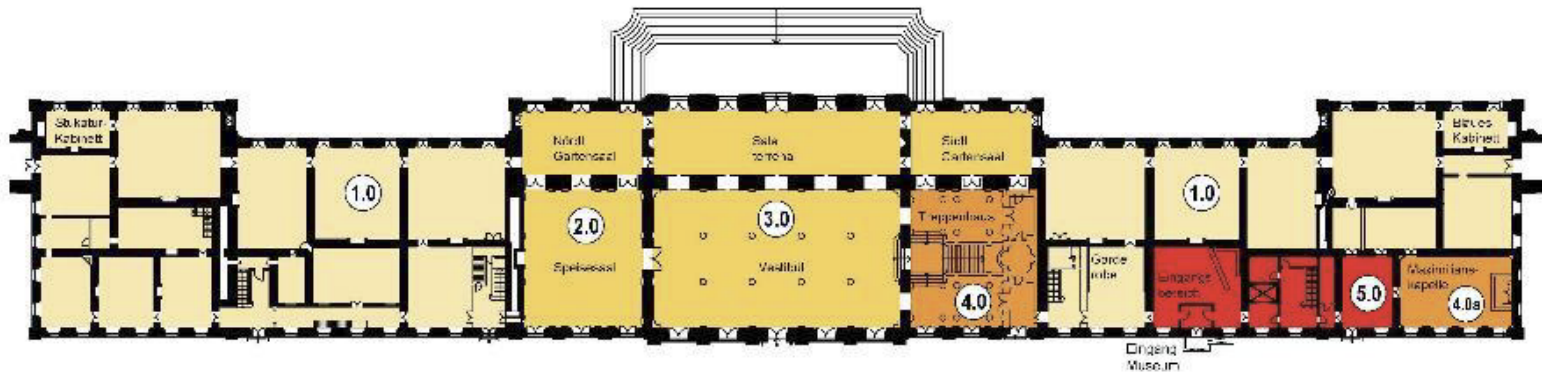 Stukatur-
Kabinett
1.0
Nördl
Gartensaal
Sala
terrena
Südl
Gartensaal
1.0
Blaues
Kabinett
2.0
Speisesaal
3.0
Vestibül
Treppenhaus
4.0
Garde
robe
Eingangs
bereich
5.0
Maximilians-
kapelle
4.0a
Eingang
Museum